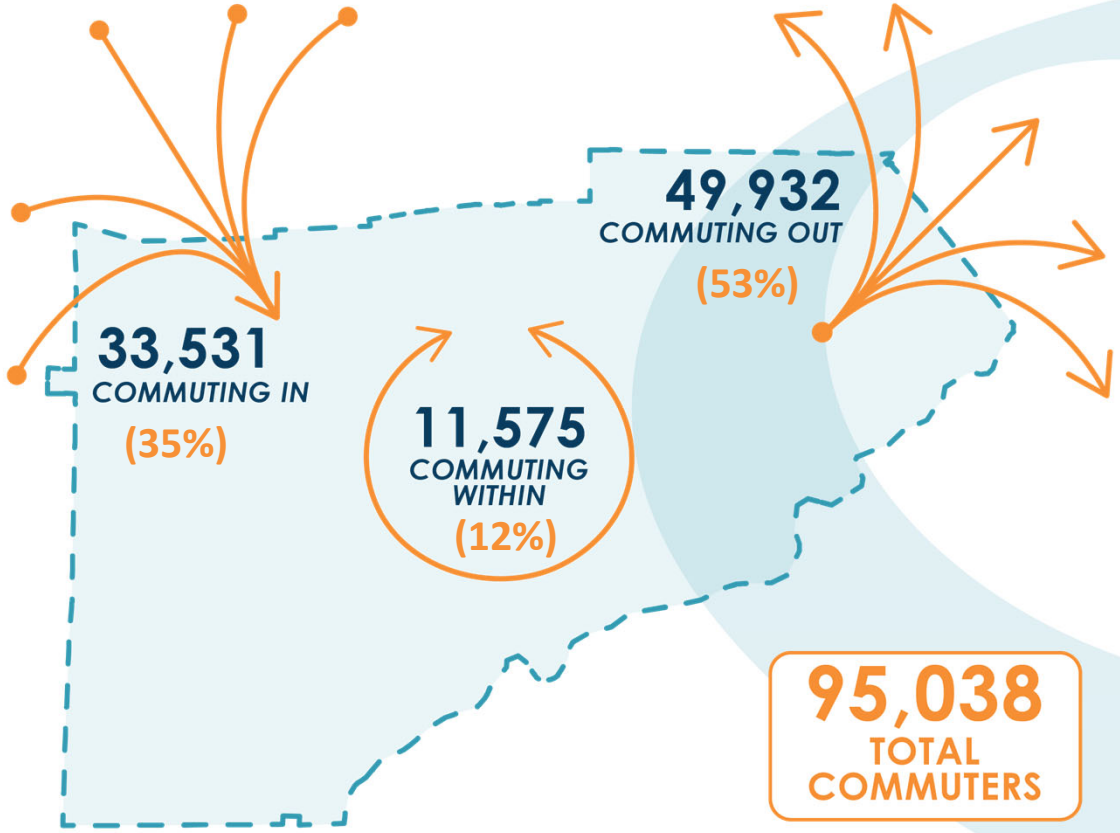 49,932
COMMUTING OUT
(53%)
33,531
COMMUTING IN
(35%)
11,575
COMMUTING
WITHIN
(12%)
95,038
TOTAL
COMMUTERS